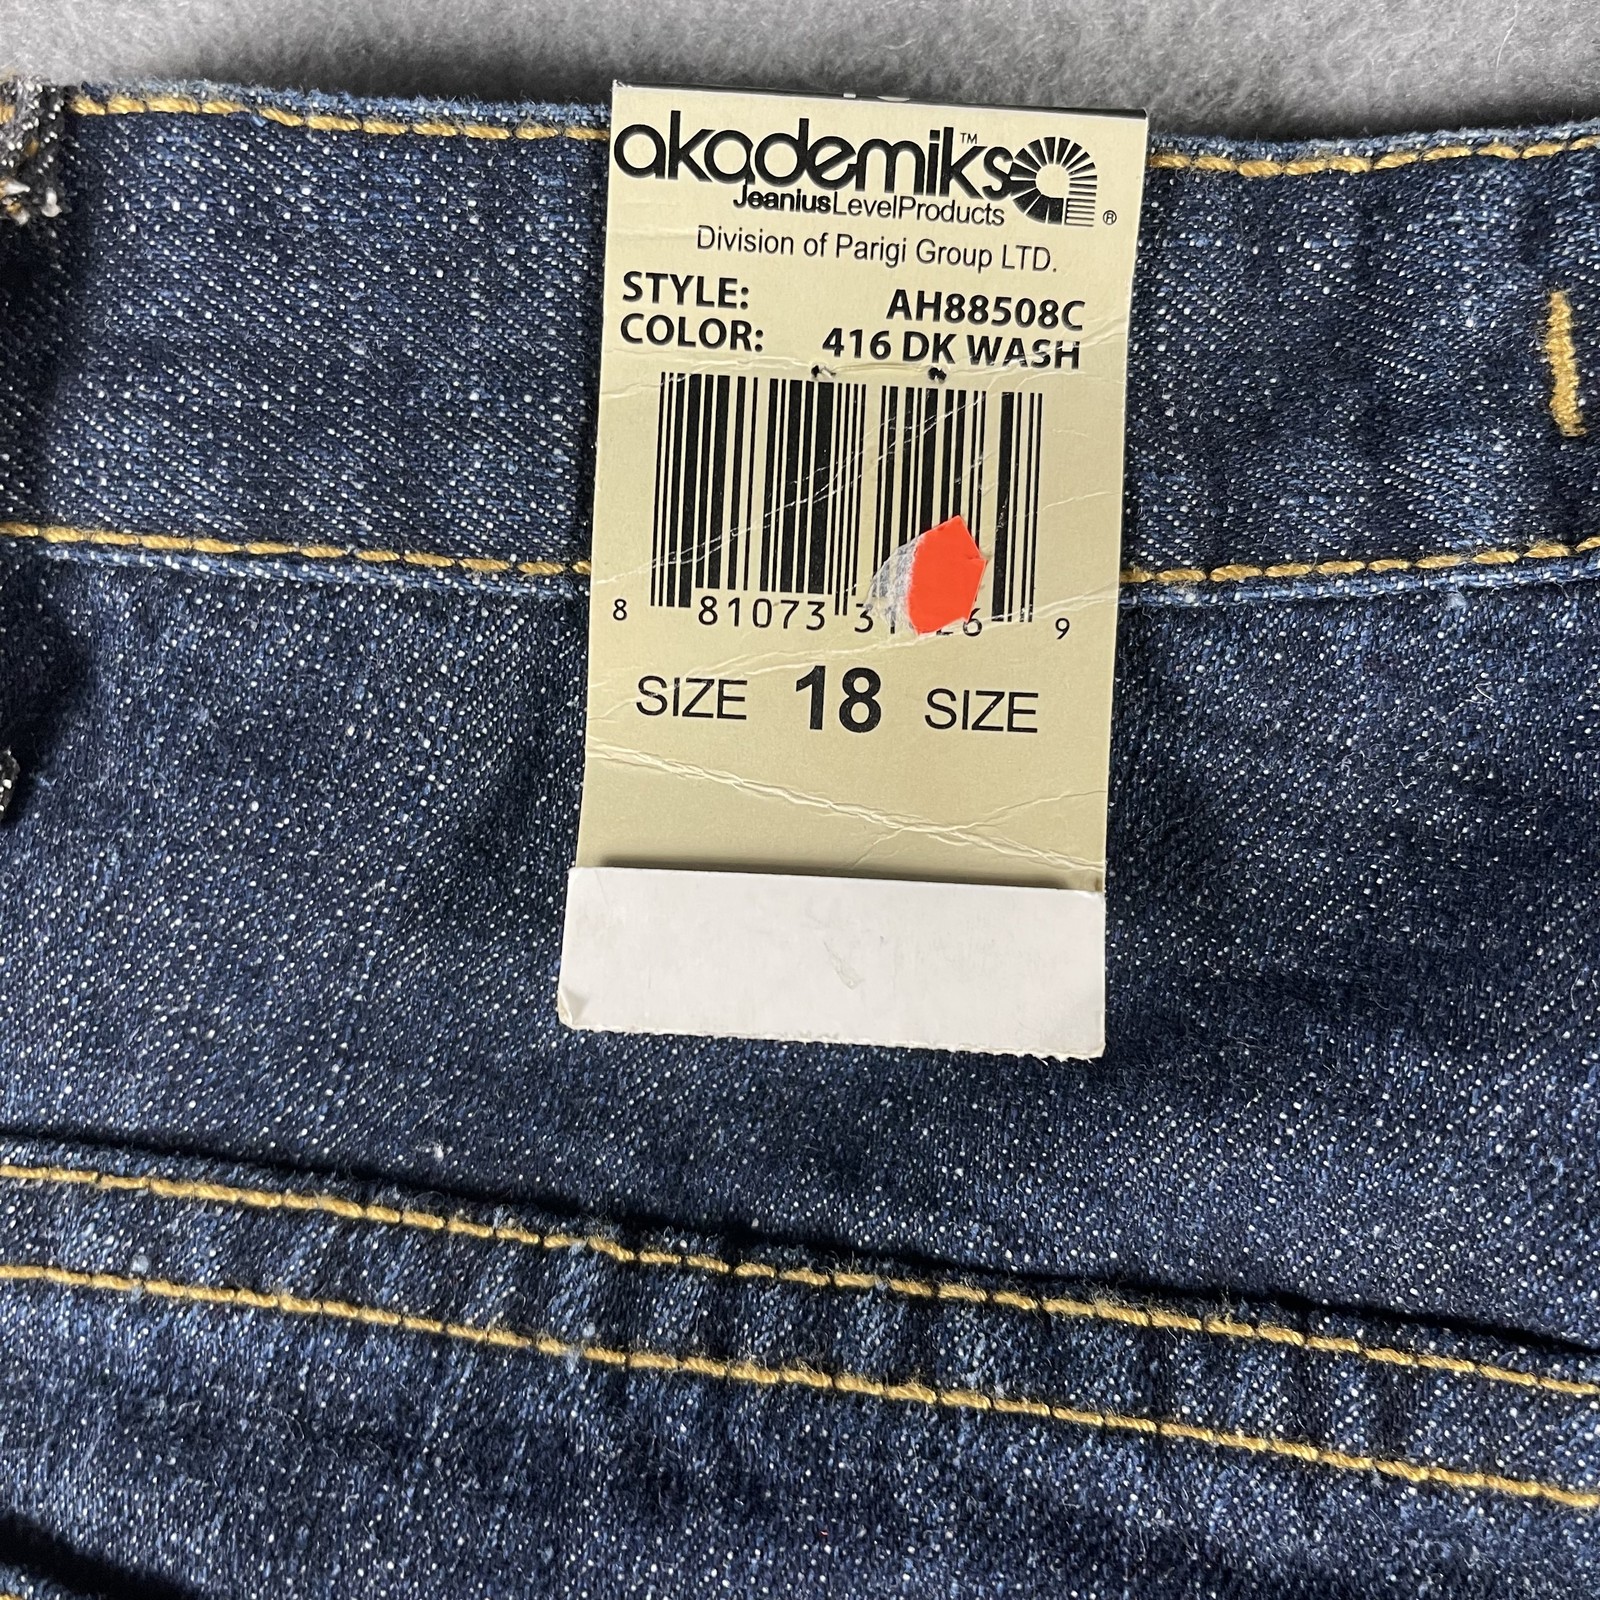 akademiks™
JeaniusLevelProducts ®
Division of Parigi Group LTD.
STYLE: AH88508C
COLOR: 416 DK WASH
8 81073 9
SIZE 18 SIZE